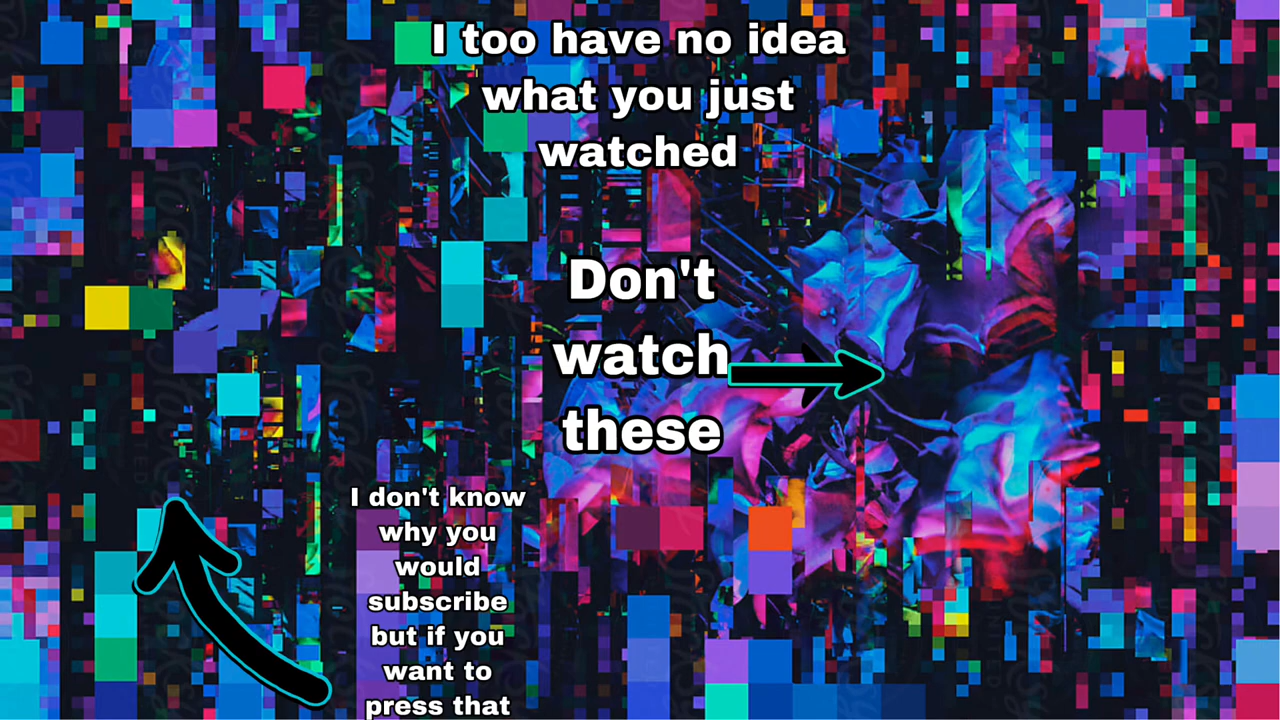 I too have no idea
what you just
watched
Don't
watch
these
I don't know
why you
would
subscribe
but if you
want to
press that